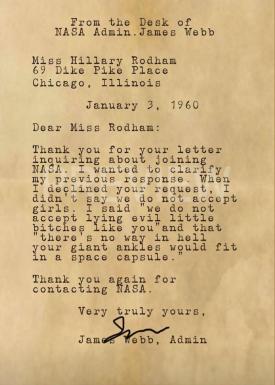 From the Desk of
NASA Admin.James Webb
Miss Hillary Rodham
69 Dike Pike Place
Chicago, Illinois
January 3, 1960
Dear Miss Rodham:
Thank you for your letter
inquiring about joining
NASA. I wanted to clarify
my previous response. When
I declined your request, I
didn't say we do not accept
girls. I said "we do not
accept lying evil little
bitches like you"and that
"there's no way in hell
your giant ankles would fit
in a space capsule."
Thank you again for
contacting NASA.
Very truly yours,
James Webb, Admin